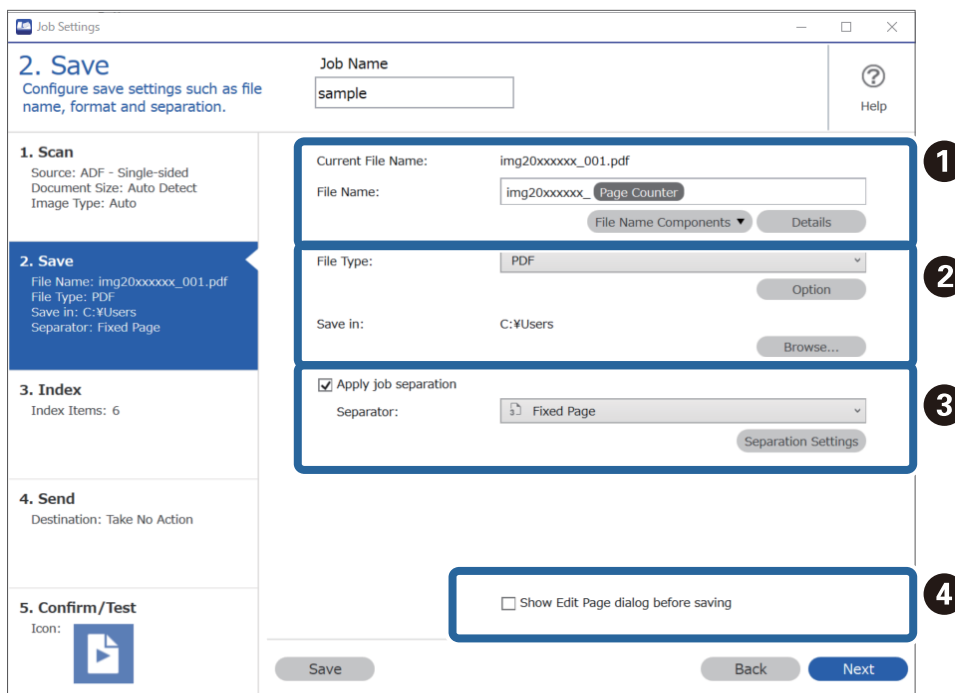 Job Settings
2. Save
Configure save settings such as file
name, format and separation.
Job Name
sample
Help
1. Scan
Source: ADF - Single-sided
Document Size: Auto Detect
Image Type: Auto
2. Save
File Name: img20xxxxxx_001.pdf
File Type: PDF
Save in: C:¥Users
Separator: Fixed Page
3. Index
Index Items: 6
4. Send
Destination: Take No Action
5. Confirm/Test
Icon:
Current File Name: img20xxxxxx_001.pdf
File Name: img20xxxxxx_ Page Counter
File Name Components ▼ Details
1
File Type: PDF
Option
Save in: C:¥Users
Browse...
2
Apply job separation
Separator: Fixed Page
Separation Settings
3
Show Edit Page dialog before saving
4
Save Back Next